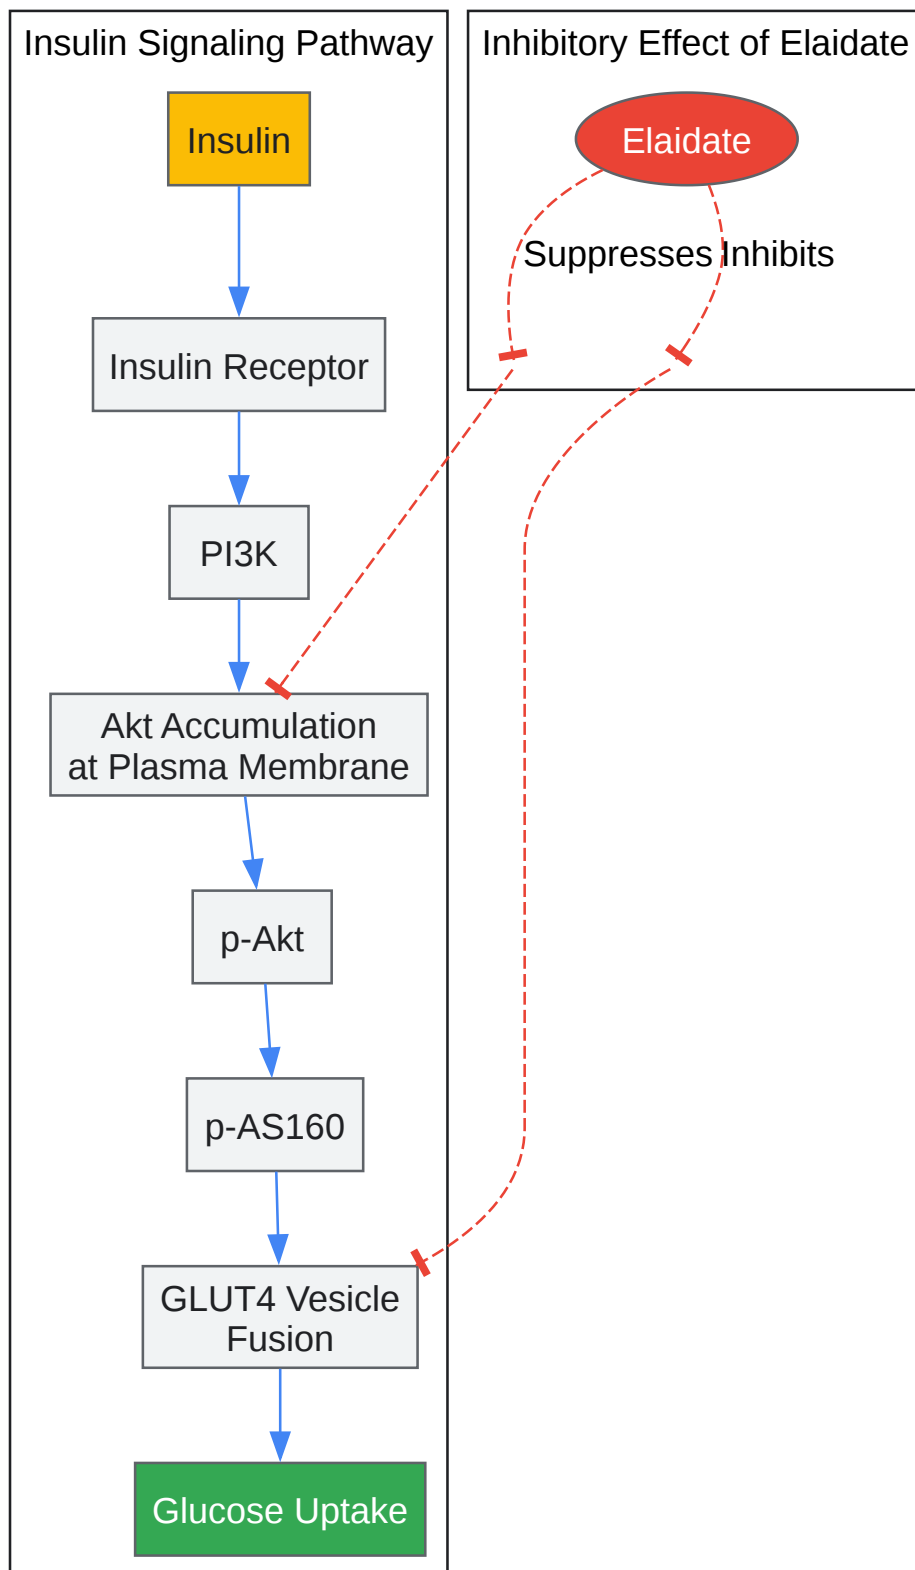 Insulin Signaling Pathway
Inhibitory Effect of Elaidate
Insulin
Elaidate
Suppresses
Inhibits
Insulin Receptor
PI3K
Akt Accumulation
at Plasma Membrane
p-Akt
p-AS160
GLUT4 Vesicle
Fusion
Glucose Uptake